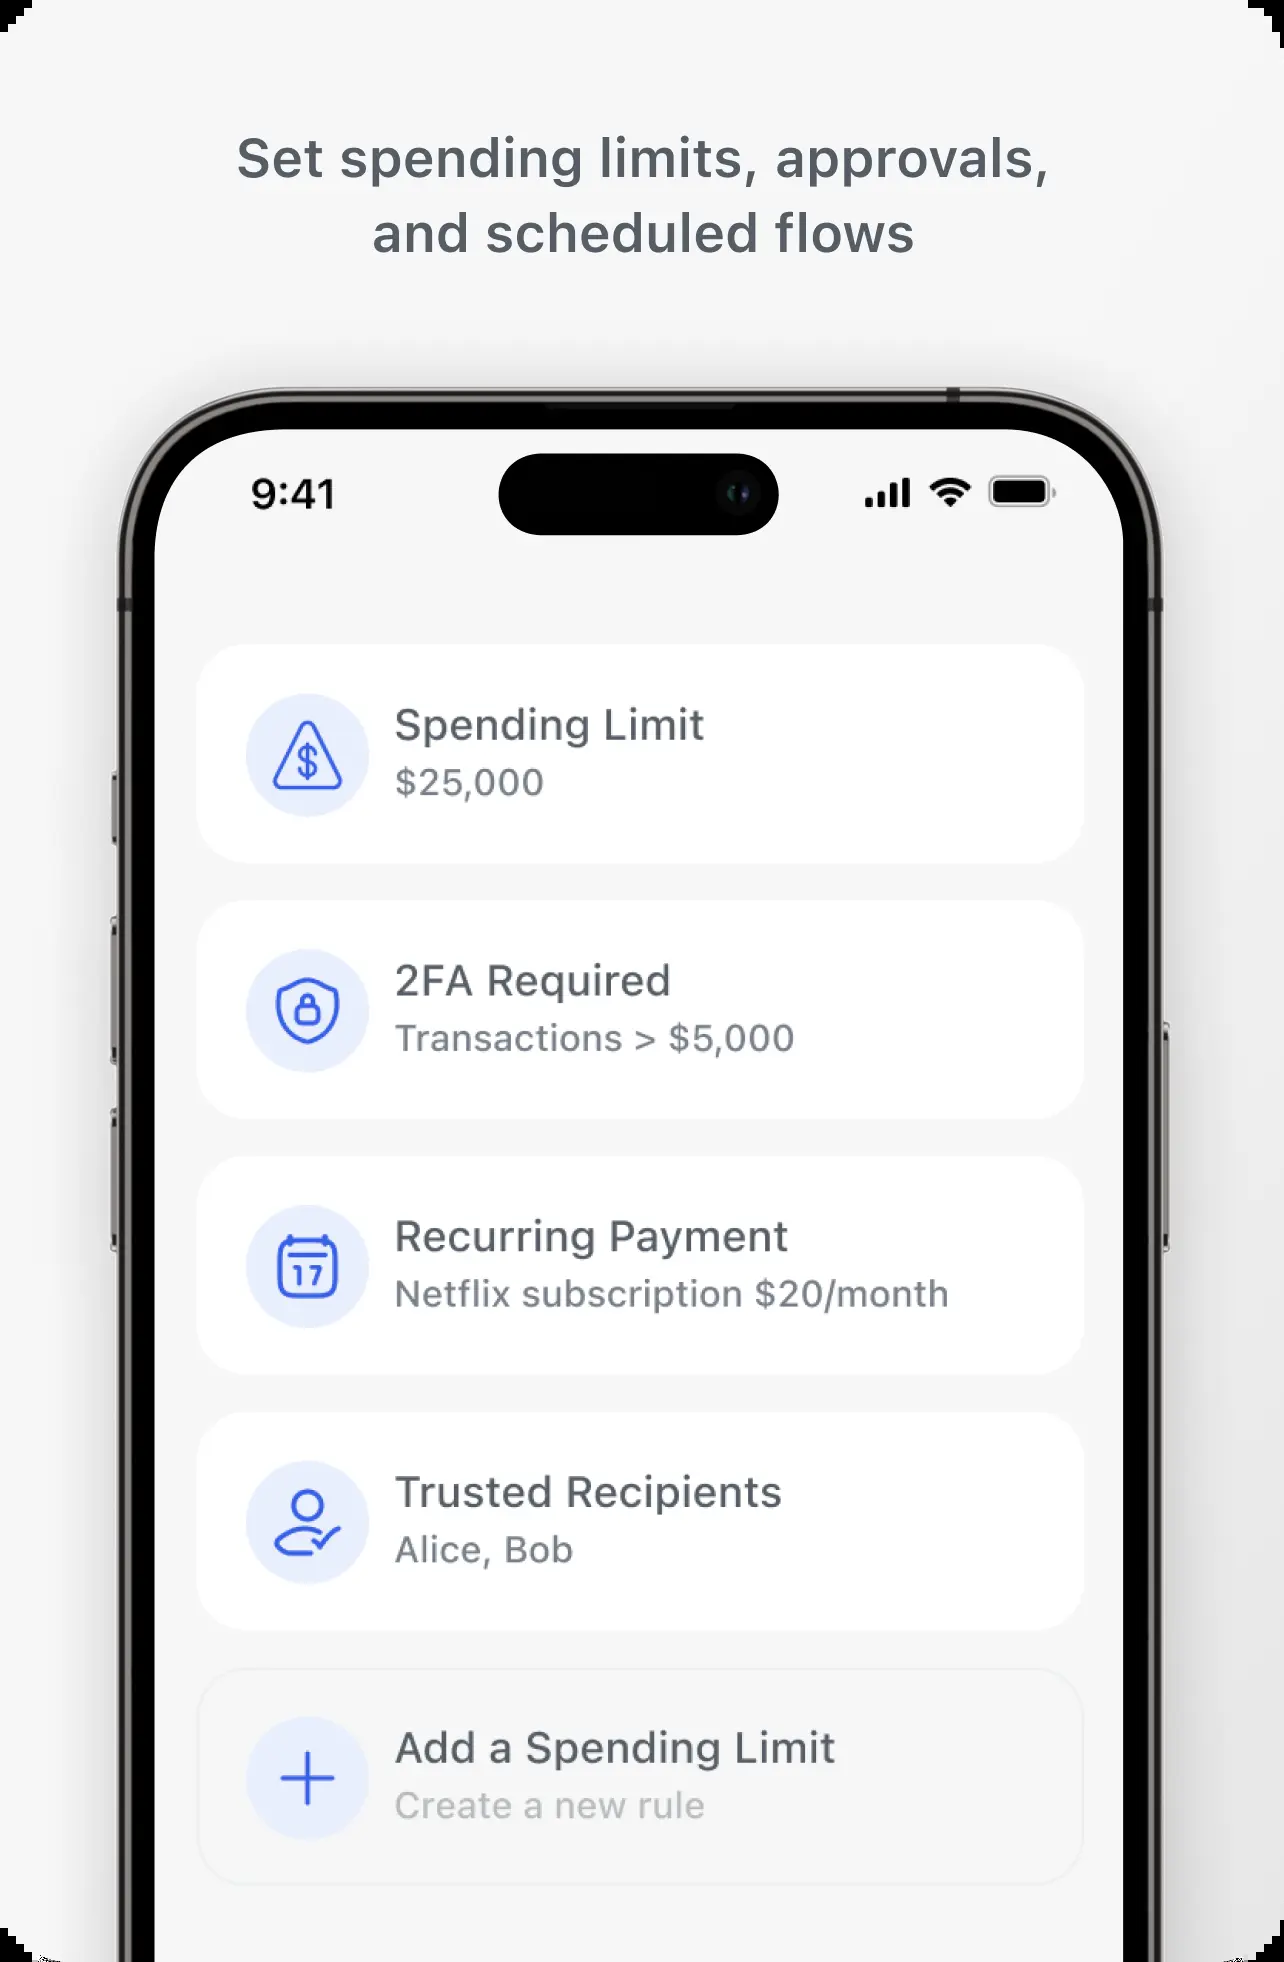 Set spending limits, approvals,
and scheduled flows
9:41
Spending Limit
$25,000
2FA Required
Transactions > $5,000
17
Recurring Payment
Netflix subscription $20/month
Trusted Recipients
Alice, Bob
Add a Spending Limit
Create a new rule